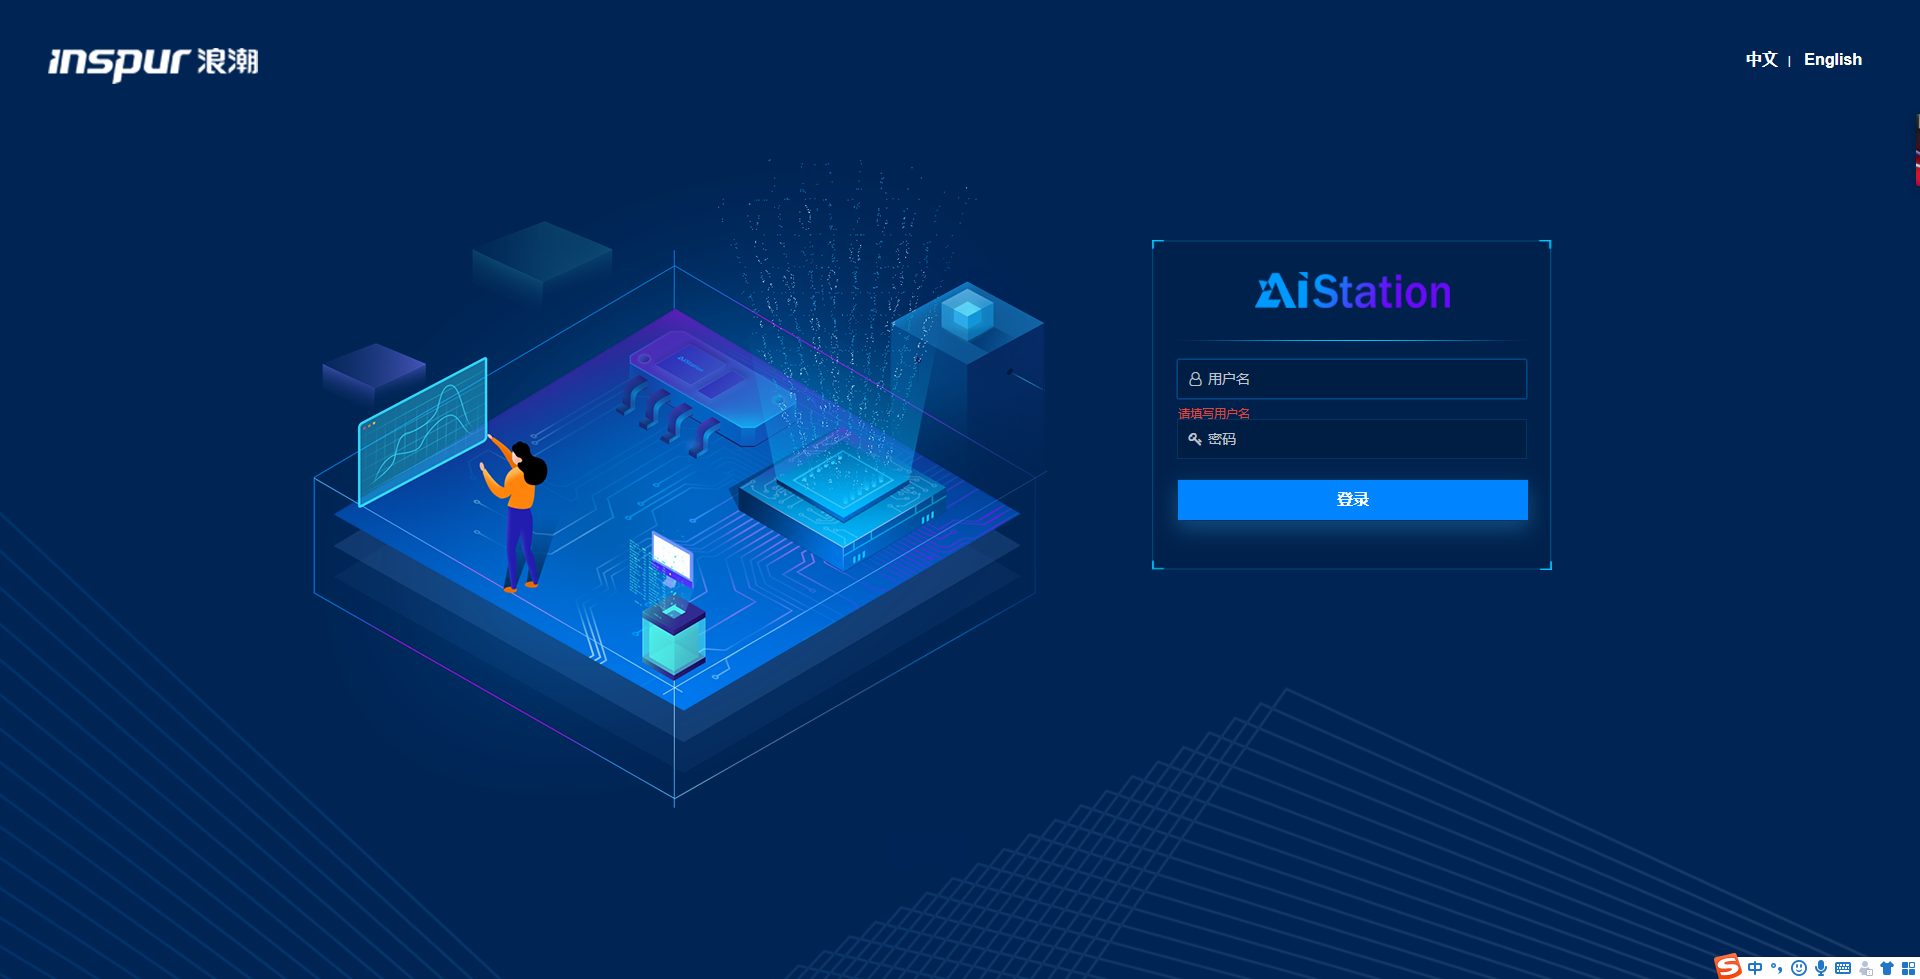 inspur 浪潮
中文 | English
AiStation
AiStation
用户名
请填写用户名
密码
登录
中